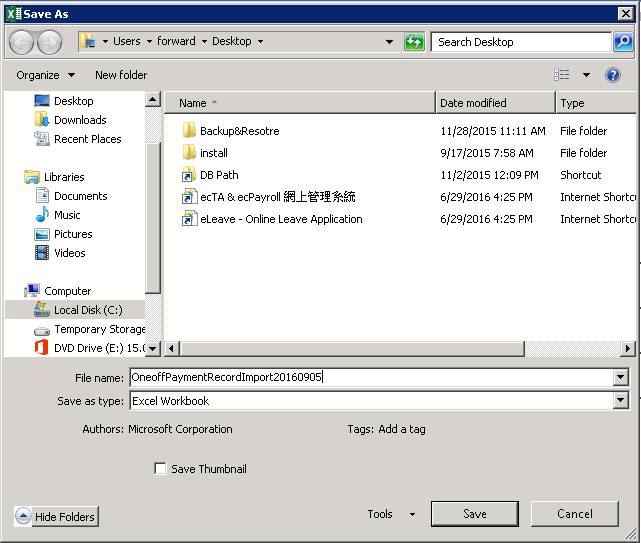 Save As
Users Forward Desktop Search Desktop
Organize New folder
Name Date modified Type
Desktop
Downloads
Recent Places
Libraries
Documents
Music
Pictures
Videos
Computer
Local Disk (C:)
Temporary Storage
DVD Drive (E:) 15.0
Backup&Resotre 11/28/2015 11:11 AM File folder
install 9/17/2015 7:58 AM File folder
DB Path 11/2/2015 12:09 PM Shortcut
ecTA & ecPayroll 網上管理系統 6/29/2016 4:25 PM Internet Shortc
eLeave - Online Leave Application 6/29/2016 4:25 PM Internet Shortc
File name: OneoffPaymentRecordImport20160905
Save as type: Excel Workbook
Authors: Microsoft Corporation Tags: Add a tag
Save Thumbnail
Hide Folders Tools Save Cancel